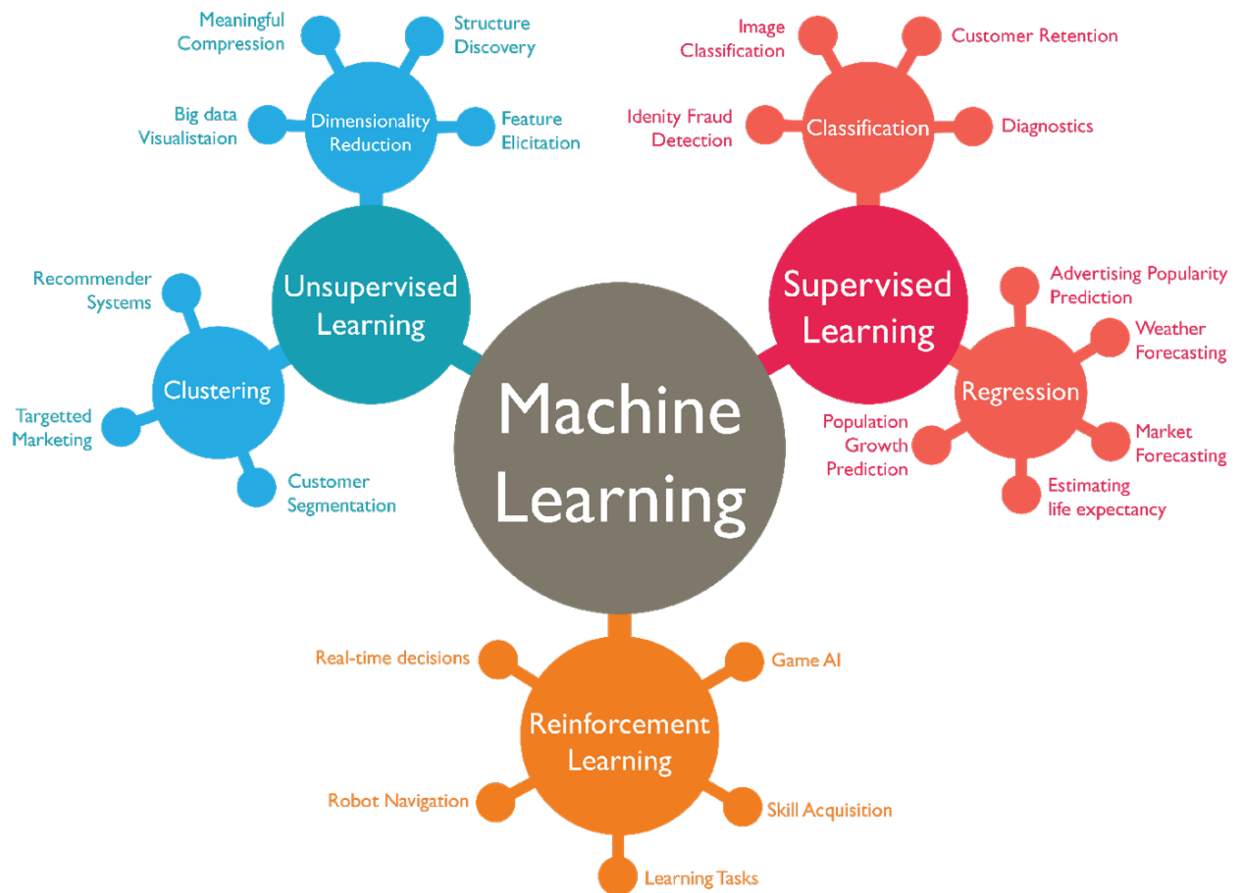 Meaningful
Compression
Structure
Discovery
Big data
Visualistaion
Dimensionality
Reduction
Feature
Elicitation
Image
Classification
Customer Retention
Idenity Fraud
Detection
Classification
Diagnostics
Unsupervised
Learning
Recommender
Systems
Clustering
Targetted
Marketing
Customer
Segmentation
Supervised
Learning
Advertising Popularity
Prediction
Weather
Forecasting
Regression
Population
Growth
Prediction
Market
Forecasting
Estimating
life expectancy
Machine
Learning
Real-time decisions
Game AI
Reinforcement
Learning
Robot Navigation
Skill Acquisition
Learning Tasks